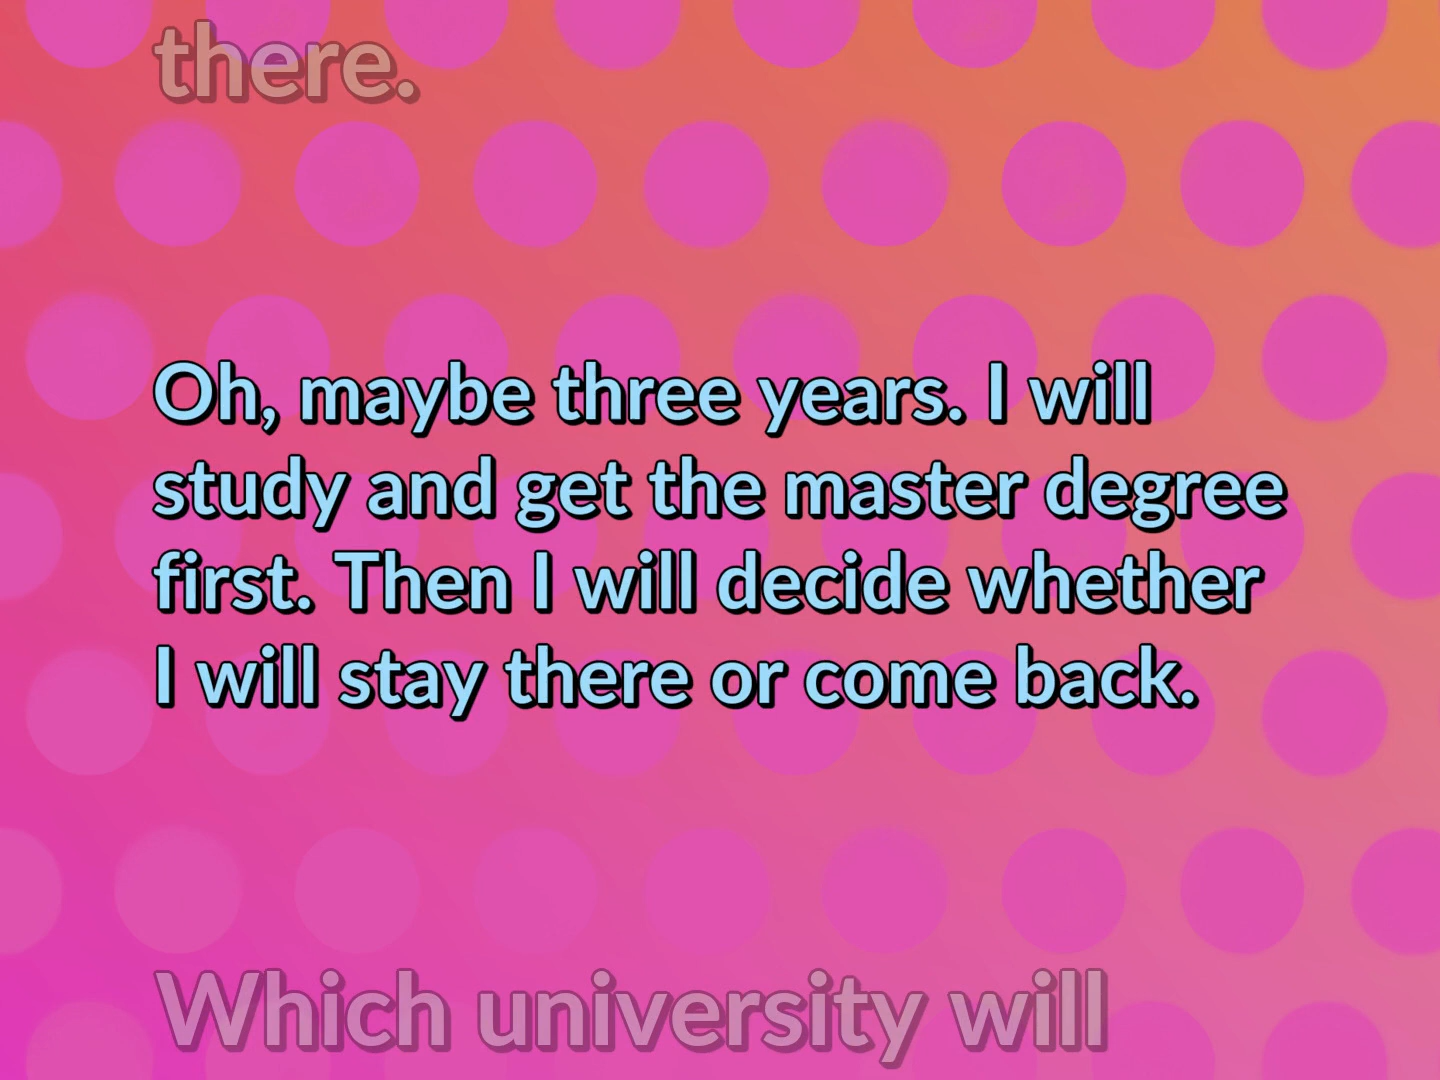 there.
Oh, maybe three years. I will
study and get the master degree
first. Then I will decide whether
I will stay there or come back.
Which university will